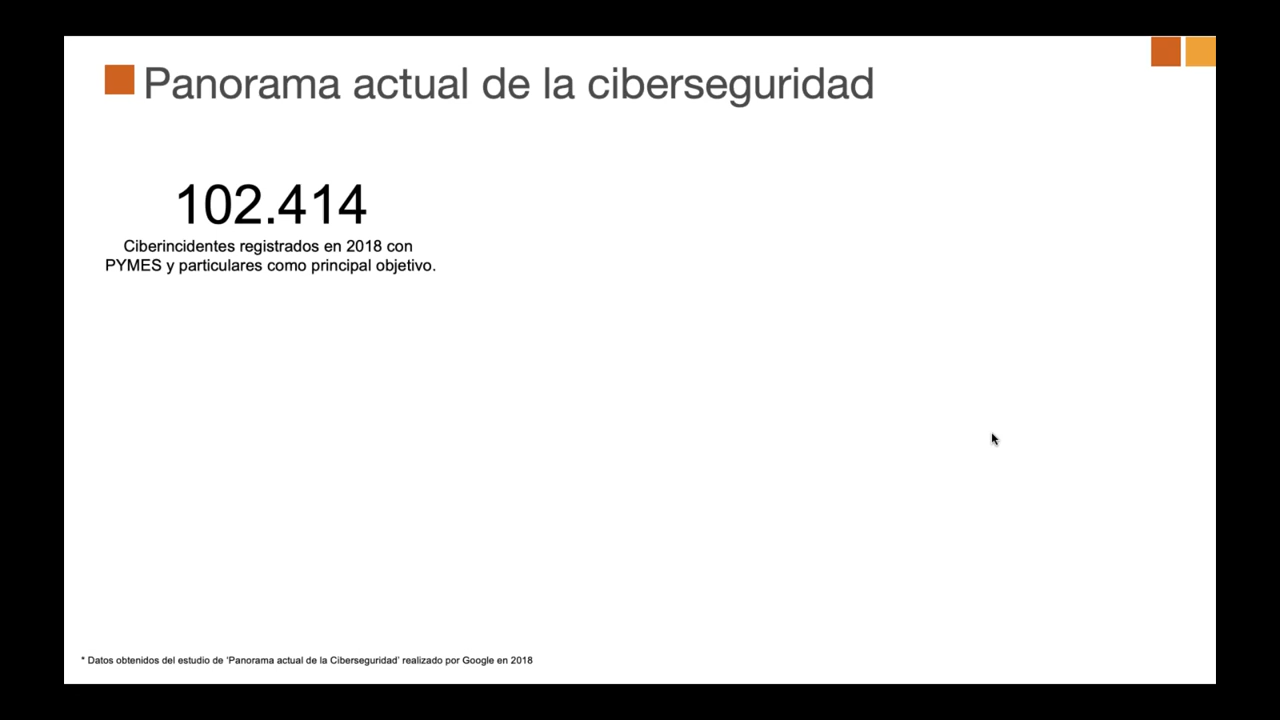 Panorama actual de la ciberseguridad
102.414
Ciberincidentes registrados en 2018 con
PYMES y particulares como principal objetivo.
* Datos obtenidos del estudio de 'Panorama actual de la Ciberseguridad' realizado por Google en 2018